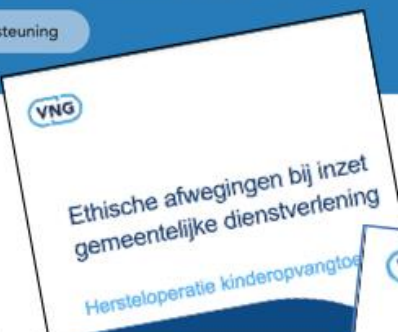 steuning
VNG
Ethische afwegingen bij inzet
gemeentelijke dienstverlening
Hersteloperatie kinderopvangtoe